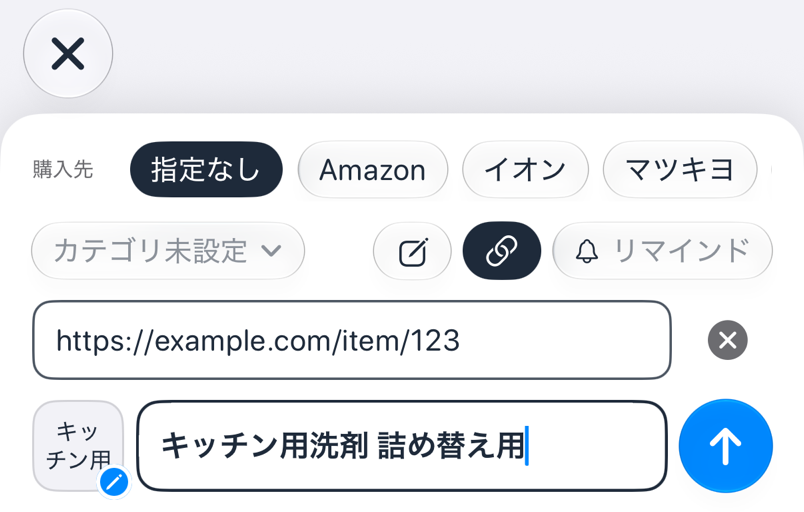 購入先 指定なし Amazon イオン マツキヨ
カテゴリ未設定 リマインド
https://example.com/item/123
キッ
チン用
キッチン用洗剤 詰め替え用